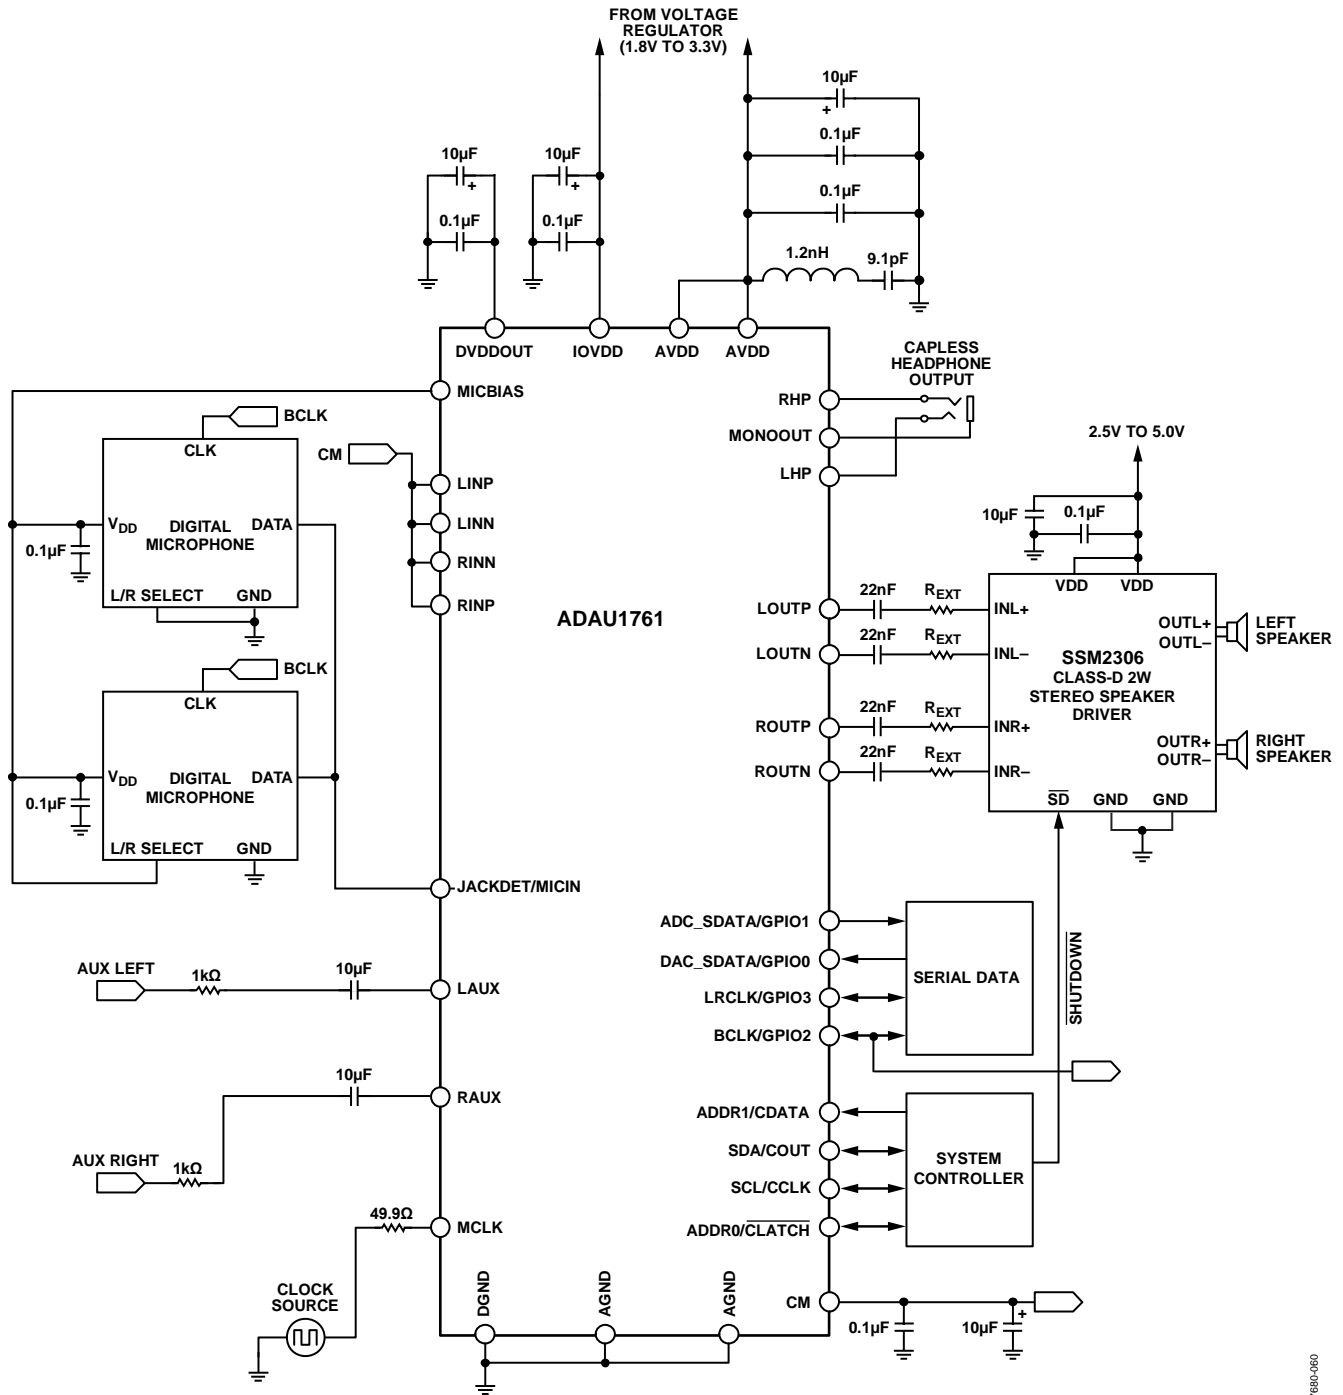 FROM VOLTAGE
REGULATOR
(1.8V TO 3.3V)
10µF
0.1µF
0.1µF
10µF
10µF
0.1µF
0.1µF
1.2nH
9.1pF
DVDDOUT
IOVDD
AVDD
AVDD
CAPLESS
HEADPHONE
OUTPUT
MICBIAS
RHP
BCLK
MONOOUT
2.5V TO 5.0V
CLK
CM
LHP
LINP
10µF
0.1µF
VDD
DIGITAL
MICROPHONE
DATA
LINN
0.1µF
RINN
VDD
VDD
L/R SELECT
GND
RINP
ADAU1761
LOUTP
22nF
REXT
INL+
OUTL+
OUTL–
LEFT
SPEAKER
LOUTN
22nF
REXT
INL–
SSM2306
CLASS-D 2W
STEREO SPEAKER
DRIVER
BCLK
CLK
ROUTP
22nF
REXT
INR+
OUTR+
OUTR–
RIGHT
SPEAKER
VDD
DIGITAL
MICROPHONE
DATA
ROUTN
22nF
REXT
INR–
0.1µF
SD
GND
GND
L/R SELECT
GND
JACKDET/MICIN
ADC_SDATA/GPIO1
SHUTDOWN
DAC_SDATA/GPIO0
SERIAL DATA
AUX LEFT
1kΩ
10µF
LAUX
LRCLK/GPIO3
BCLK/GPIO2
10µF
RAUX
ADDR1/CDATA
SDA/COUT
SYSTEM
CONTROLLER
AUX RIGHT
1kΩ
SCL/CCLK
49.9Ω
MCLK
ADDR0/CLATCH
CLOCK
SOURCE
DGND
AGND
AGND
CM
0.1µF
10µF
+
+
+
+
7680-060